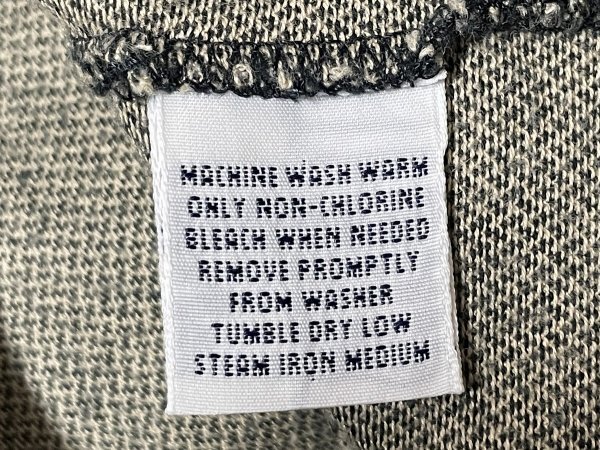 MACHINE WASH WARM
ONLY NON-CHLORINE
BLEACH WHEN NEEDED
REMOVE PROMPTLY
FROM WASHER
TUMBLE DRY LOW
STEAM IRON MEDIUM